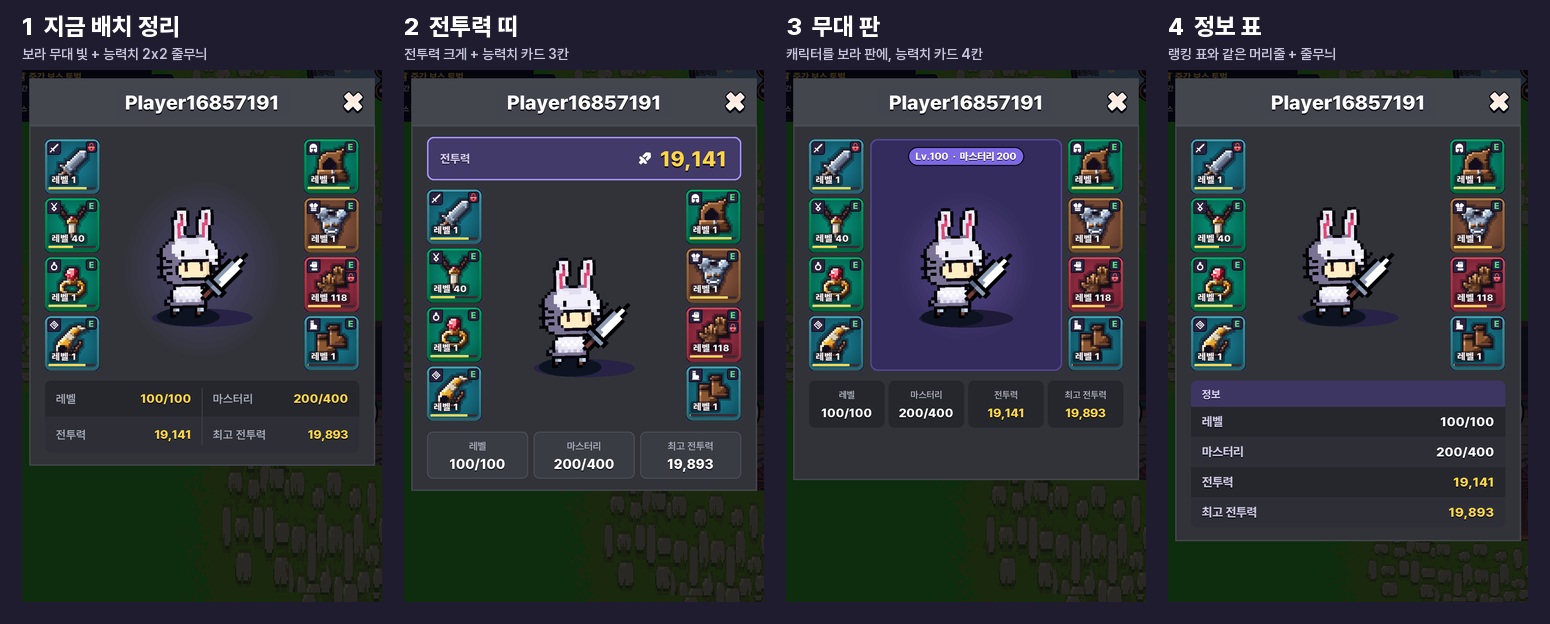 1 지금 배치 정리
보라 무대 빛 + 능력치 2x2 줄무늬
Player16857191
레벨 1
E
레벨 1
E
레벨 40
E
레벨 1
E
레벨 1
E
레벨 118
E
레벨 1
E
레벨 1
레벨 100/100 마스터리 200/400
전투력 19,141 최고 전투력 19,893
2 전투력 띠
전투력 크게 + 능력치 카드 3칸
Player16857191
전투력 19,141
레벨 1
E
레벨 1
E
레벨 40
E
레벨 1
E
레벨 1
E
레벨 118
E
레벨 1
E
레벨 1
레벨 마스터리 최고 전투력
100/100 200/400 19,893
3 무대 판
캐릭터를 보라 판에, 능력치 카드 4칸
Player16857191
Lv.100 · 마스터리 200
레벨 1
E
레벨 1
E
레벨 40
E
레벨 1
E
레벨 1
E
레벨 118
E
레벨 1
E
레벨 1
레벨 마스터리 전투력 최고 전투력
100/100 200/400 19,141 19,893
4 정보 표
랭킹 표와 같은 머리줄 + 줄무늬
Player16857191
레벨 1
E
레벨 1
E
레벨 40
E
레벨 1
E
레벨 1
E
레벨 118
E
레벨 1
E
레벨 1
정보
레벨 100/100
마스터리 200/400
전투력 19,141
최고 전투력 19,893